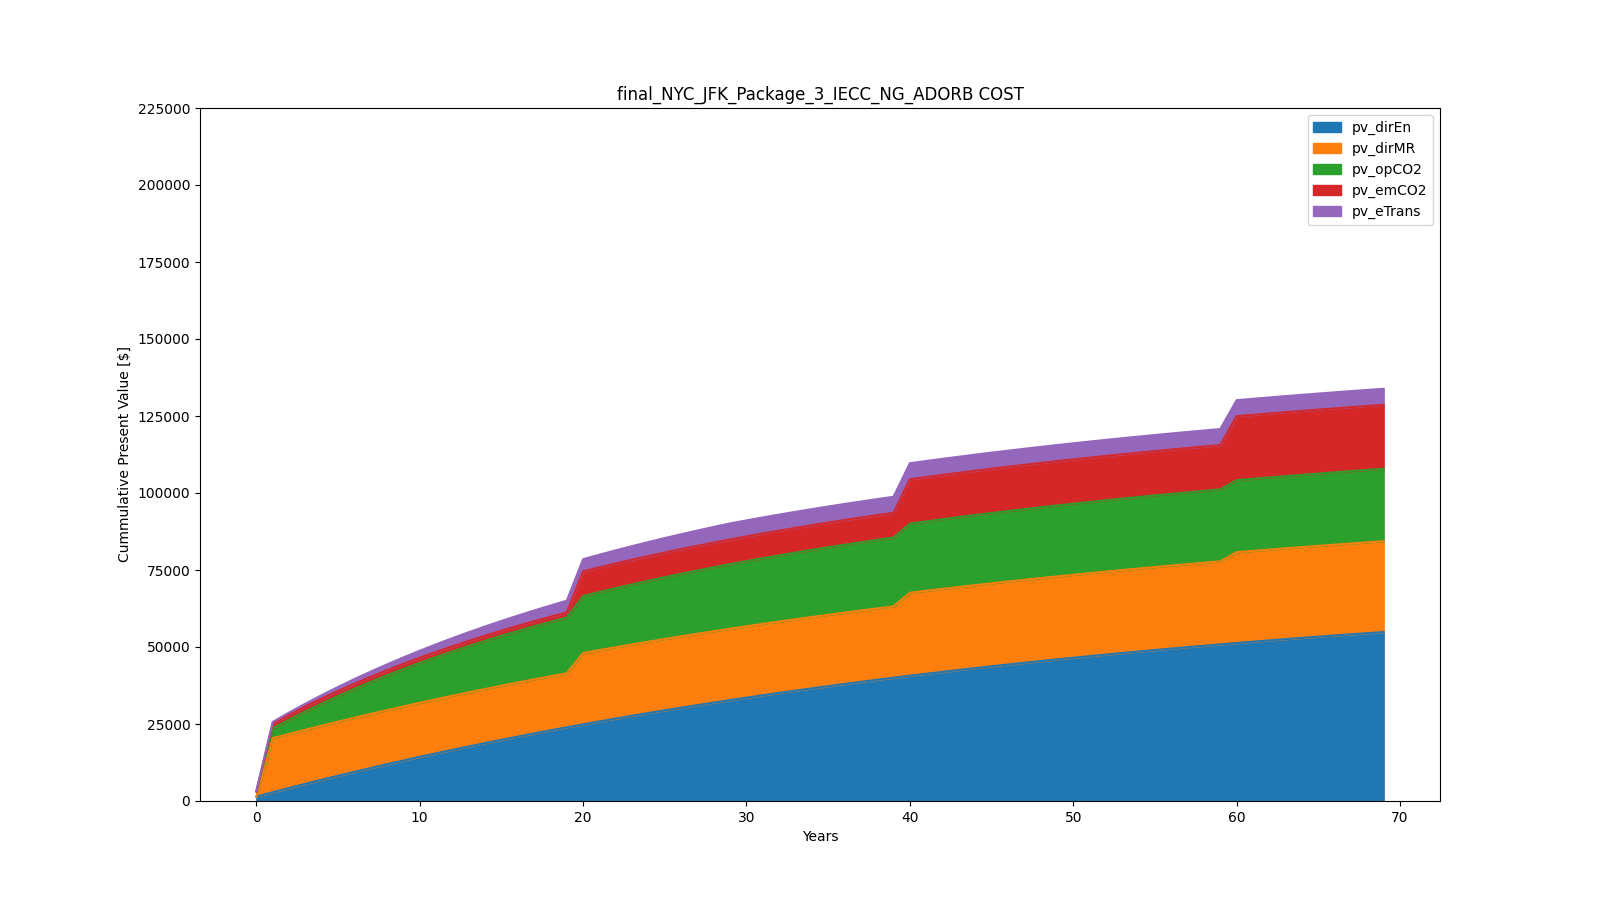 final_NYC_JFK_Package_3_IECC_NG_ADORB COST
225000
200000
175000
150000
125000
100000
75000
50000
25000
0
Cummulative Present Value [$]
pv_dirEn
pv_dirMR
pv_opCO2
pv_emCO2
pv_eTrans
0 10 20 30 40 50 60 70
Years